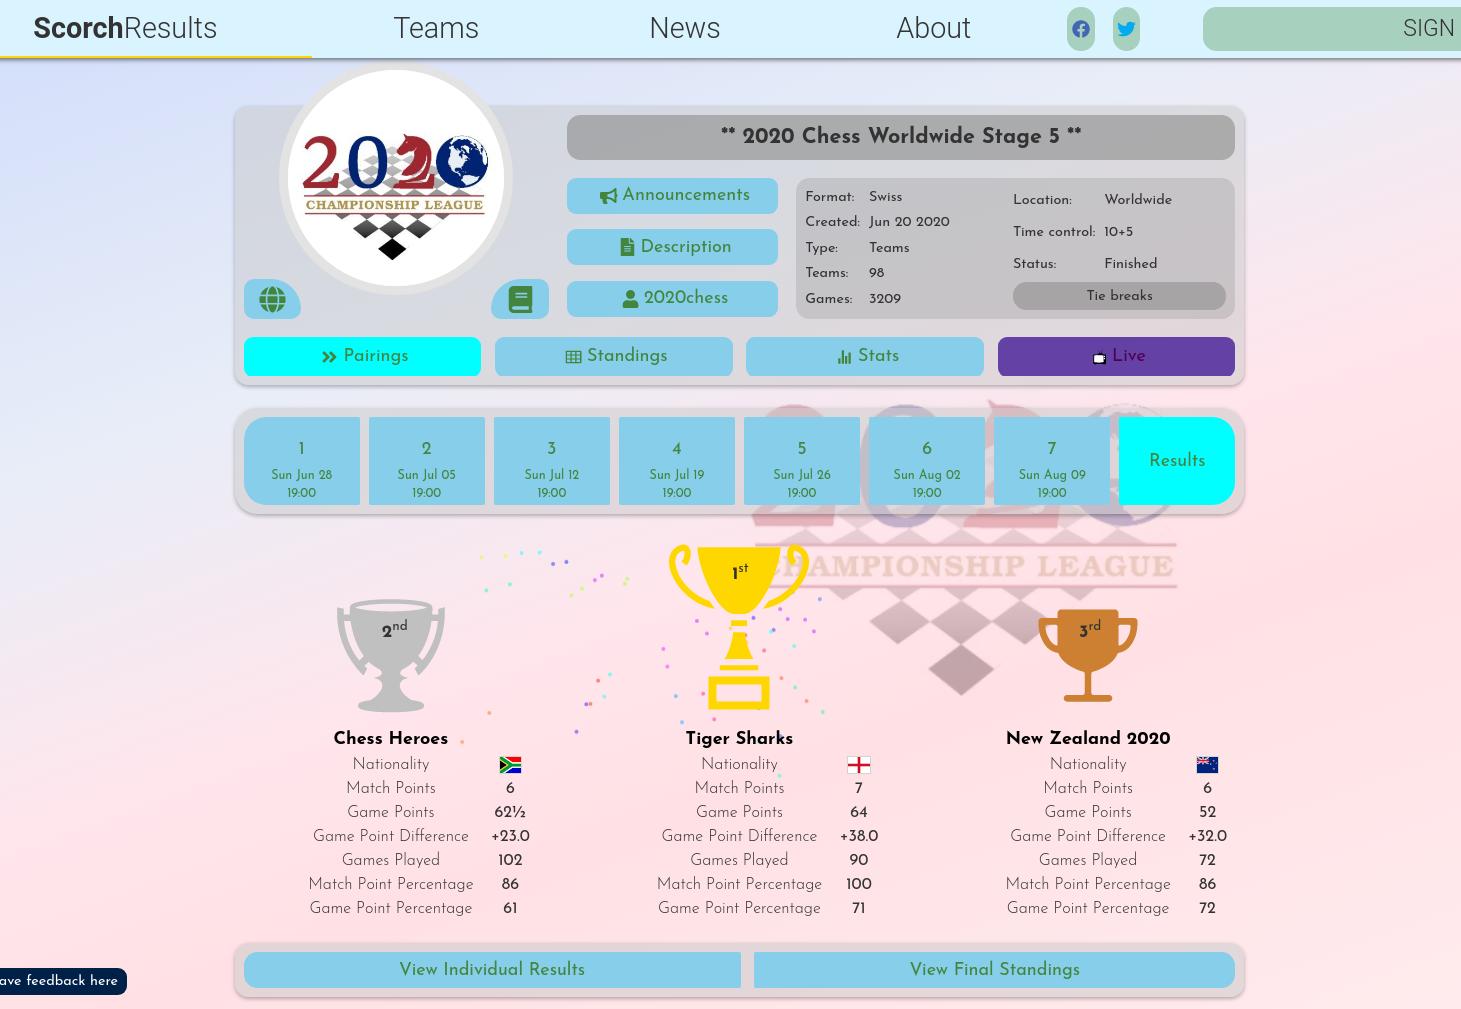 ScorchResults Teams News About SIGN
2020
CHAMPIONSHIP LEAGUE
** 2020 Chess Worldwide Stage 5 **
Announcements
Description
2020chess
Format: Swiss
Created: Jun 20 2020
Type: Teams
Teams: 98
Games: 3209
Location: Worldwide
Time control: 10+5
Status: Finished
Tie breaks
Pairings Standings Stats Live
1 2 3 4 5 6 7 Results
Sun Jun 28 Sun Jul 05 Sun Jul 12 Sun Jul 19 Sun Jul 26 Sun Aug 02 Sun Aug 09
19:00 19:00 19:00 19:00 19:00 19:00 19:00
2020
CHAMPIONSHIP LEAGUE
2nd 1st 3rd
Chess Heroes
Nationality
Match Points 6
Game Points 62½
Game Point Difference +23.0
Games Played 102
Match Point Percentage 86
Game Point Percentage 61
Tiger Sharks
Nationality
Match Points 7
Game Points 64
Game Point Difference +38.0
Games Played 90
Match Point Percentage 100
Game Point Percentage 71
New Zealand 2020
Nationality
Match Points 6
Game Points 52
Game Point Difference +32.0
Games Played 72
Match Point Percentage 86
Game Point Percentage 72
View Individual Results View Final Standings
ave feedback here